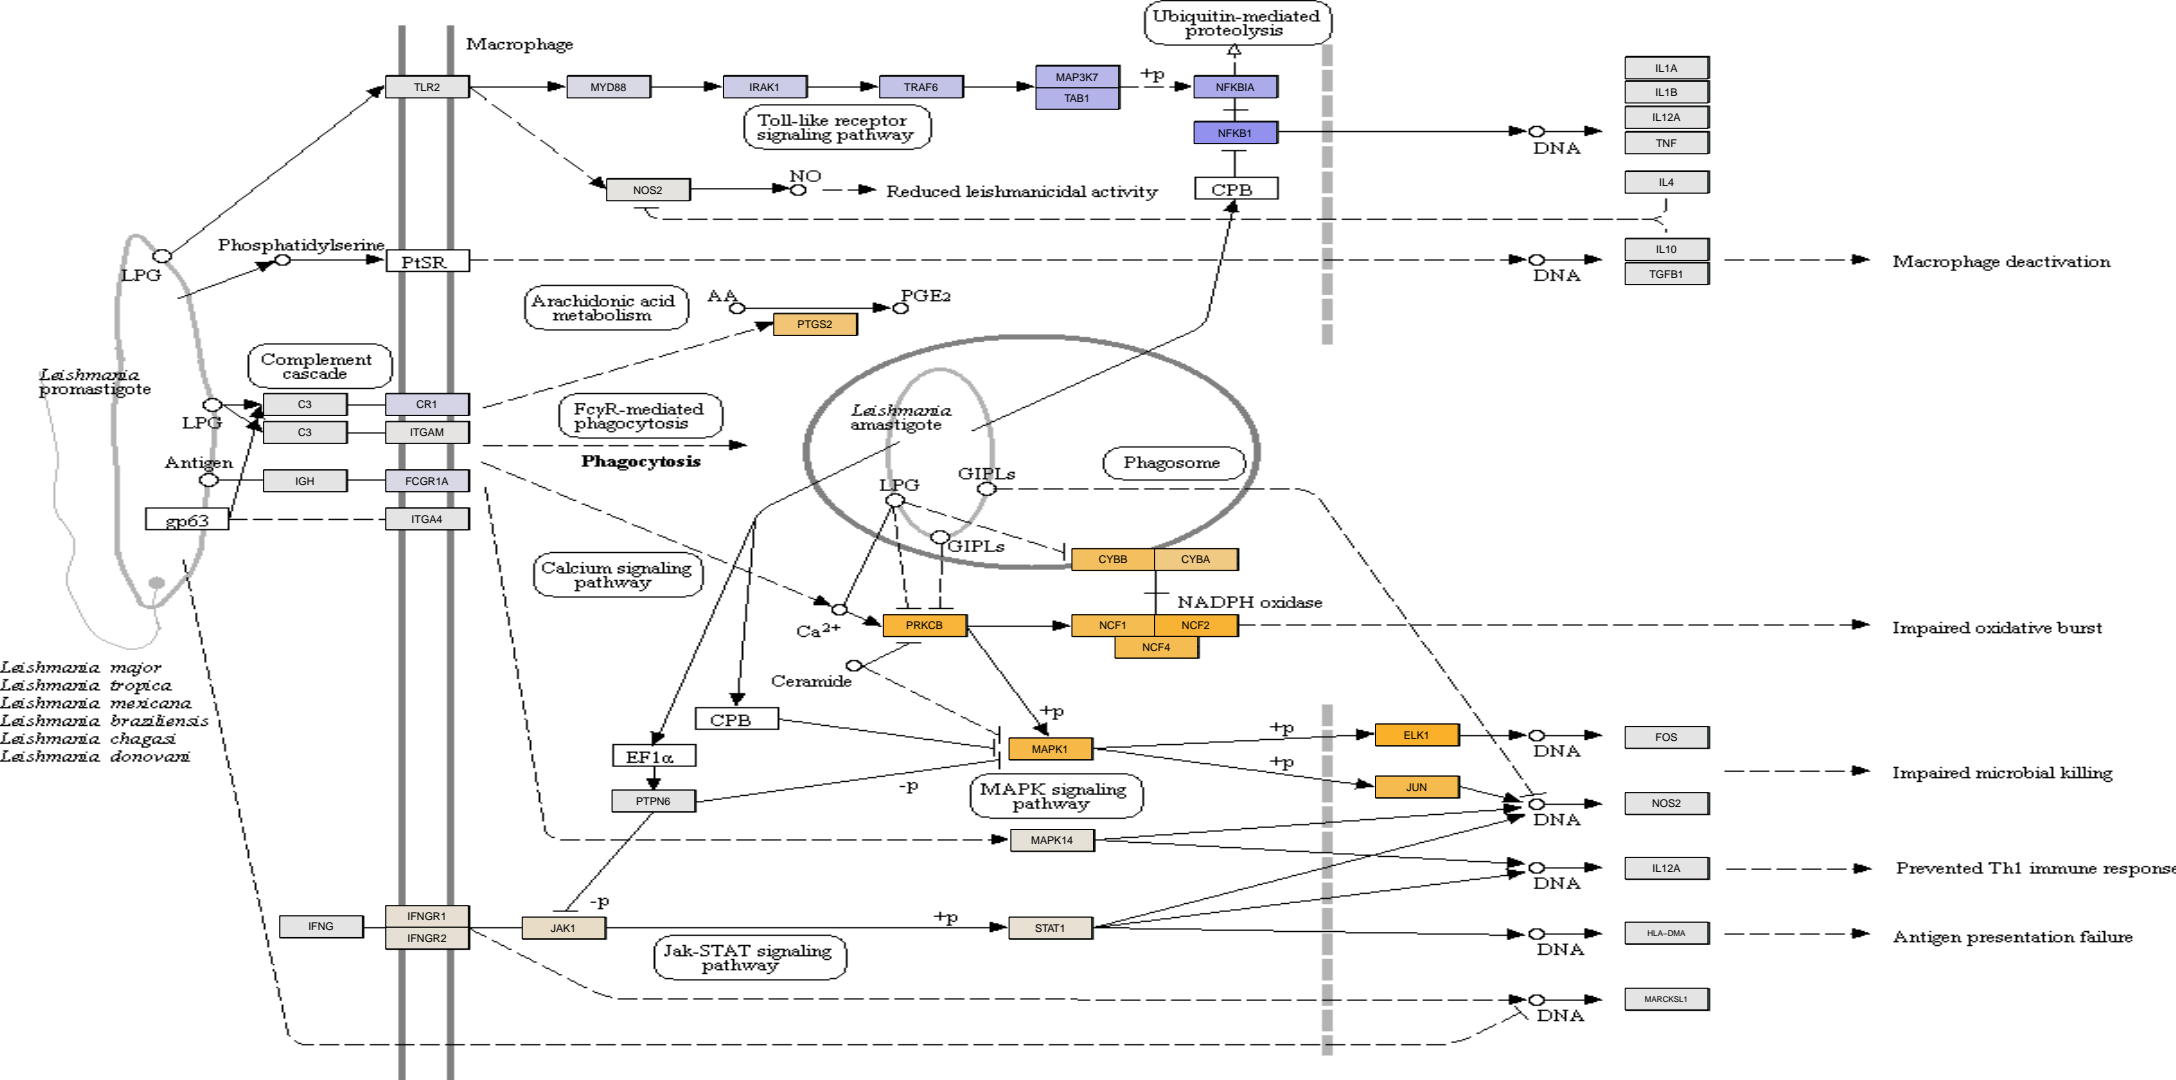 Ubiquitin-mediated
proteolysis
Macrophage
TLR2
MYD88
IRAK1
TRAF6
MAP3K7
TAB1
+p
NFKBIA
NFKB1
Toll-like receptor
signaling pathway
DNA
IL1A
IL1B
IL12A
TNF
NOS2
NO
Reduced leishmanicidal activity
CPB
IL4
LPG
Phosphatidylserine
PtSR
DNA
IL10
TGFB1
Macrophage deactivation
Arachidonic acid
metabolism
AA
PGE2
PTGS2
Complement
cascade
Leishmania
promastigote
LPG
C3
CR1
C3
ITGAM
FcγR-mediated
phagocytosis
Phagocytosis
Leishmania
amastigote
Phagosome
Antigen
IGH
FCGR1A
gp63
ITGA4
LPG
GIPLs
GIPLs
CYBB
CYBA
Calcium signaling
pathway
Ca2+
PRKCB
NADPH oxidase
NCF1
NCF2
NCF4
Impaired oxidative burst
Ceramide
Leishmania major
Leishmania tropica
Leishmania mexicana
Leishmania braziliensis
Leishmania chagasi
Leishmania donovani
CPB
EF1α
PTPN6
-p
+p
MAPK1
MAPK signaling
pathway
+p
ELK1
DNA
FOS
+p
JUN
DNA
NOS2
Impaired microbial killing
MAPK14
DNA
IL12A
Prevented Th1 immune response
IFNG
IFNGR1
IFNGR2
-p
JAK1
+p
STAT1
Jak-STAT signaling
pathway
DNA
HLA-DMA
Antigen presentation failure
DNA
MARCKSL1